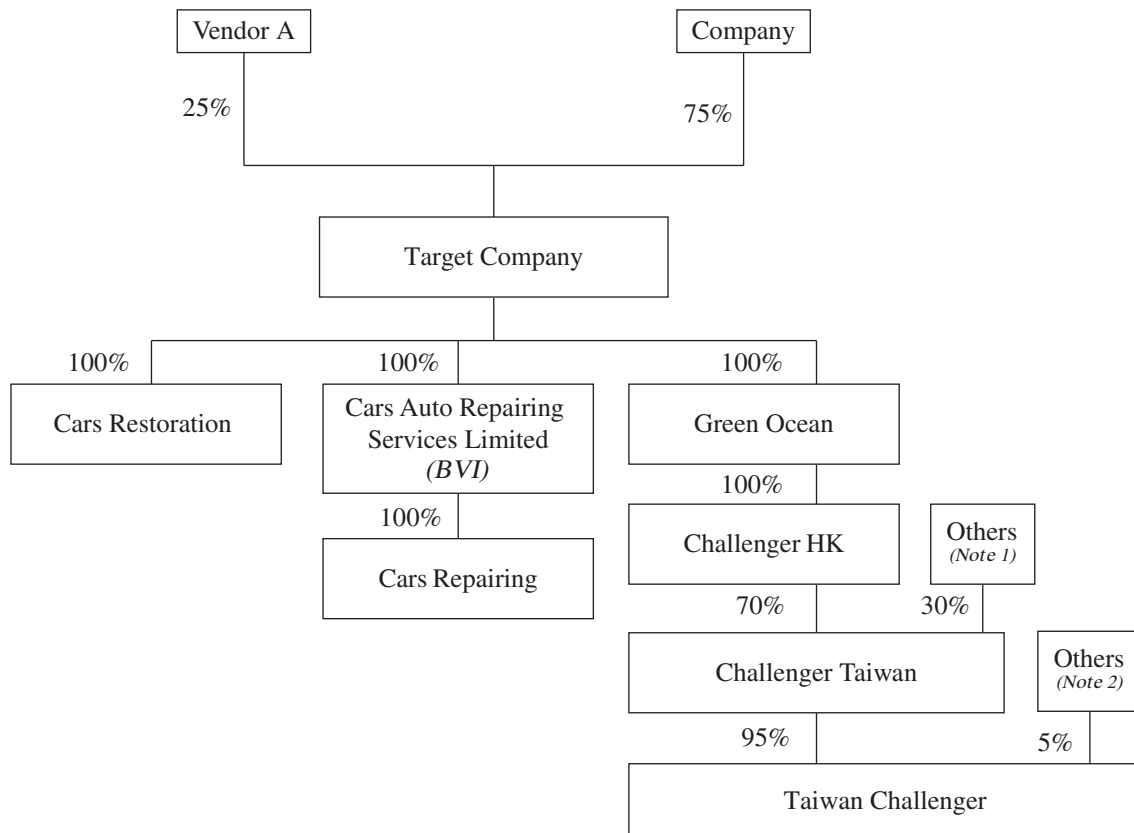 Vendor A
Company
25%
75%
Target Company
100%
100%
100%
Cars Restoration
Cars Auto Repairing
Services Limited
(BVI)
Green Ocean
100%
100%
Cars Repairing
Challenger HK
Others
(Note 1)
70%
30%
Challenger Taiwan
Others
(Note 2)
95%
5%
Taiwan Challenger